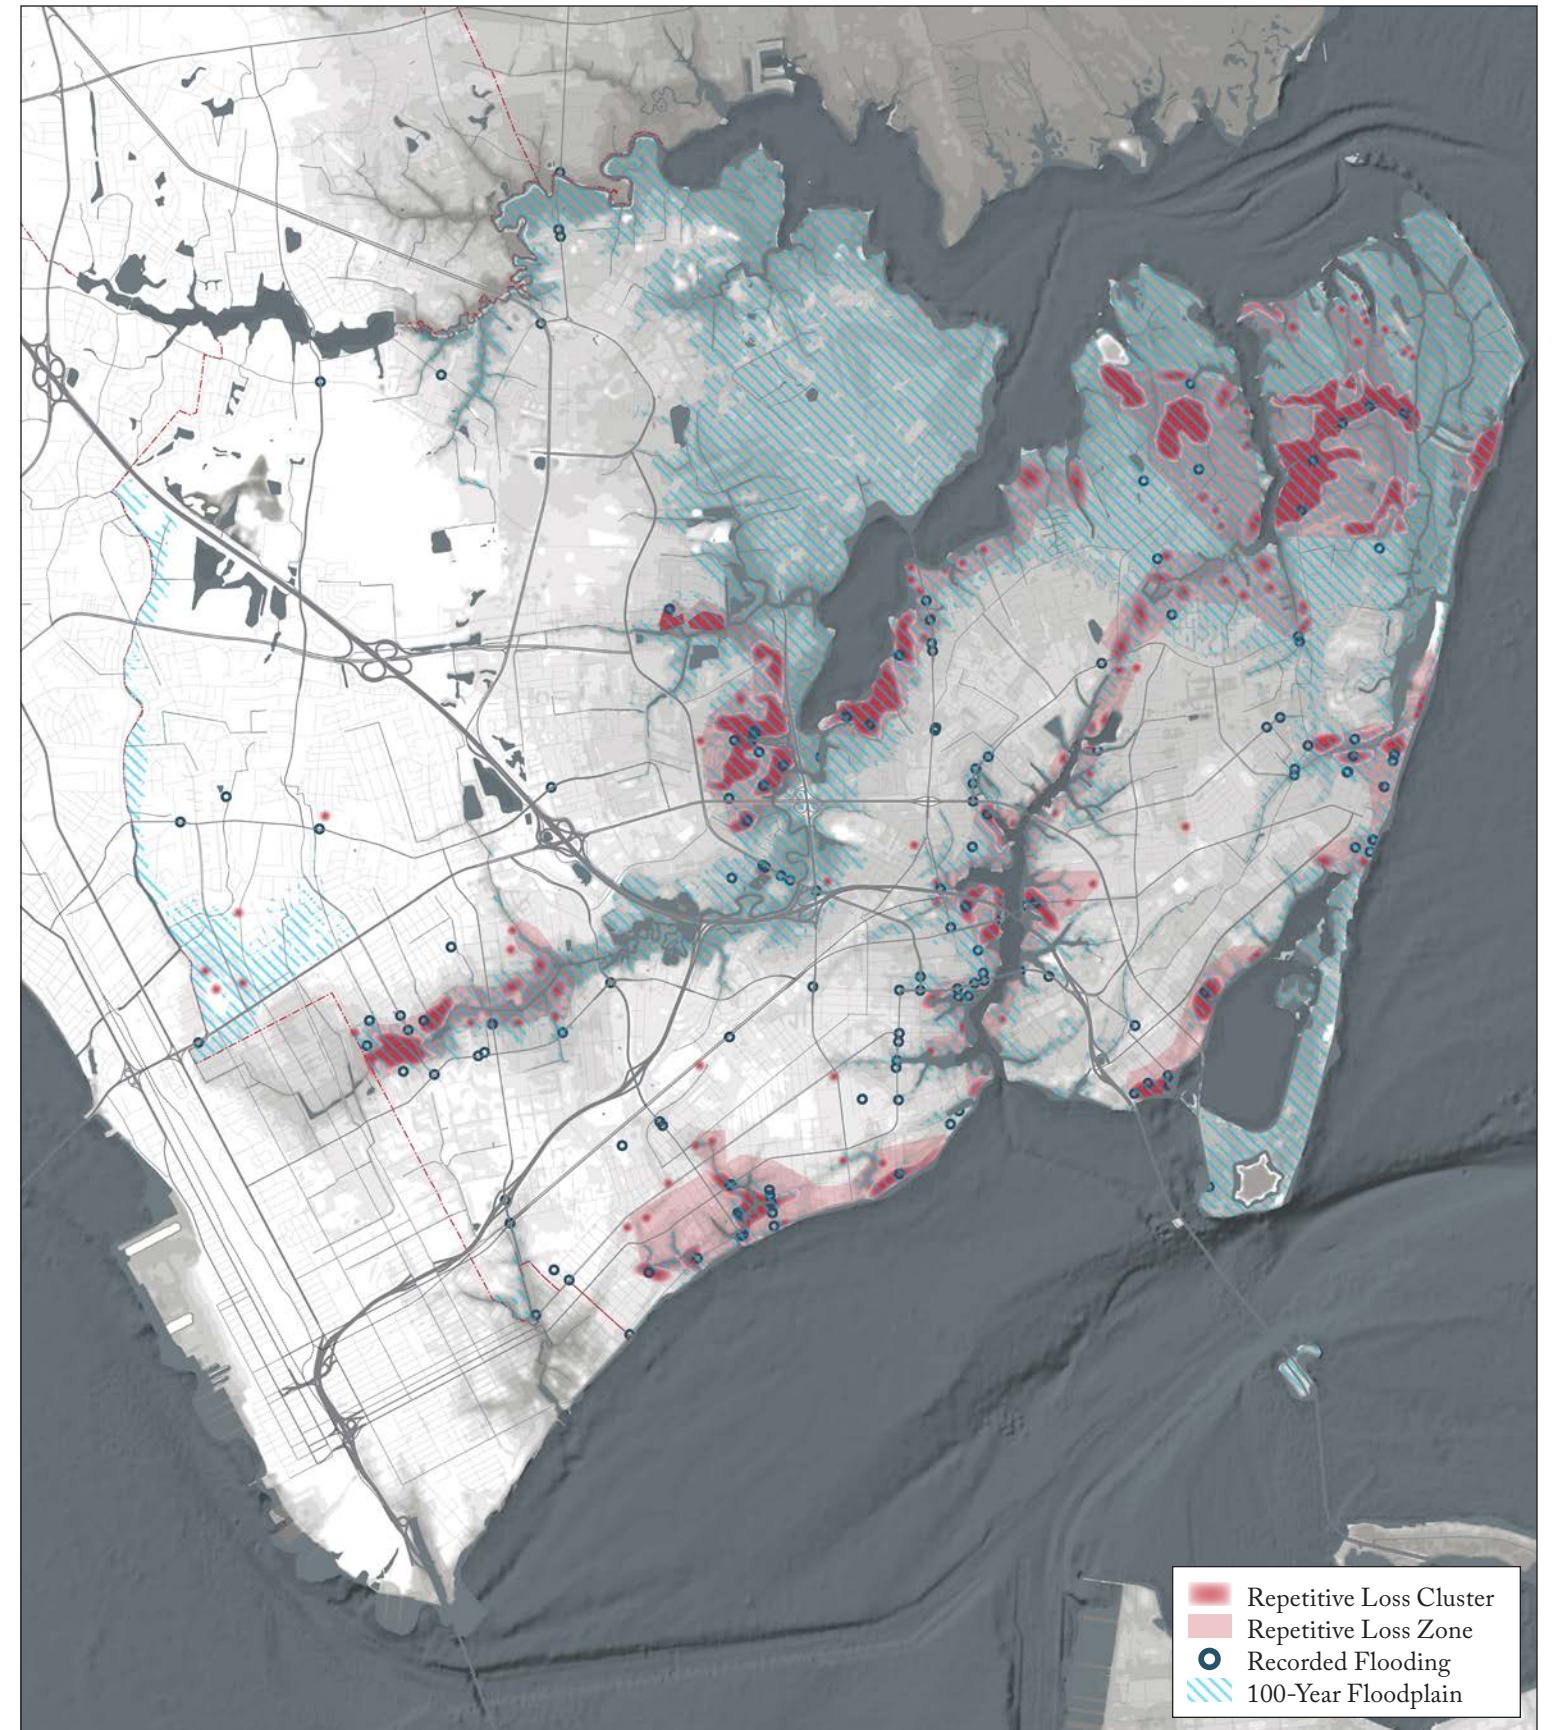 Repetitive Loss Cluster
Repetitive Loss Zone
Recorded Flooding
100-Year Floodplain